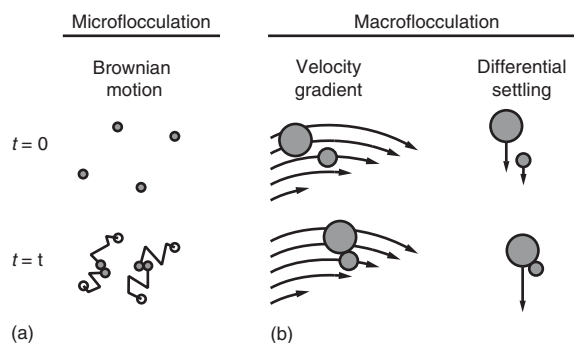 Microflocculation
Macroflocculation
Brownian
motion
Velocity
gradient
Differential
settling
t = 0
t = t
(a)
(b)